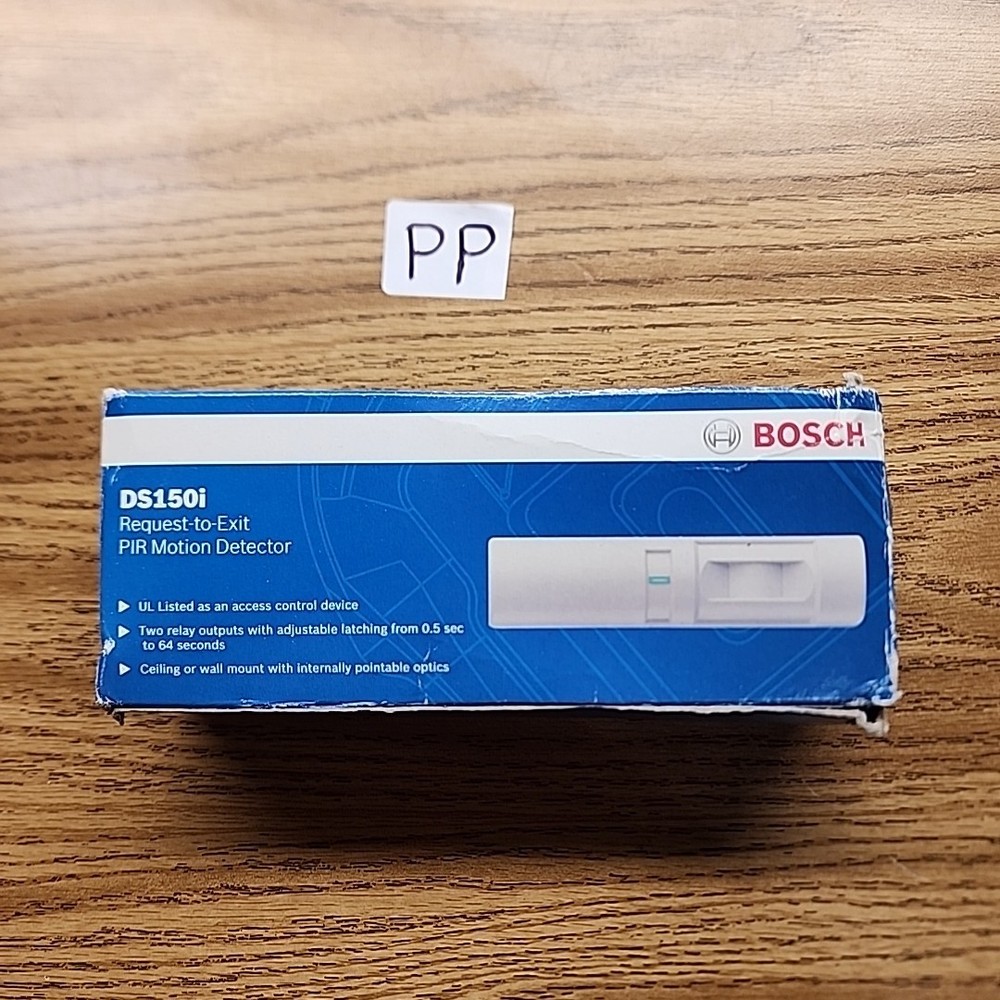 PP
BOSCH
DS150i
Request-to-Exit
PIR Motion Detector
UL Listed as an access control device
Two relay outputs with adjustable latching from 0.5 sec
to 64 seconds
Ceiling or wall mount with internally pointable optics